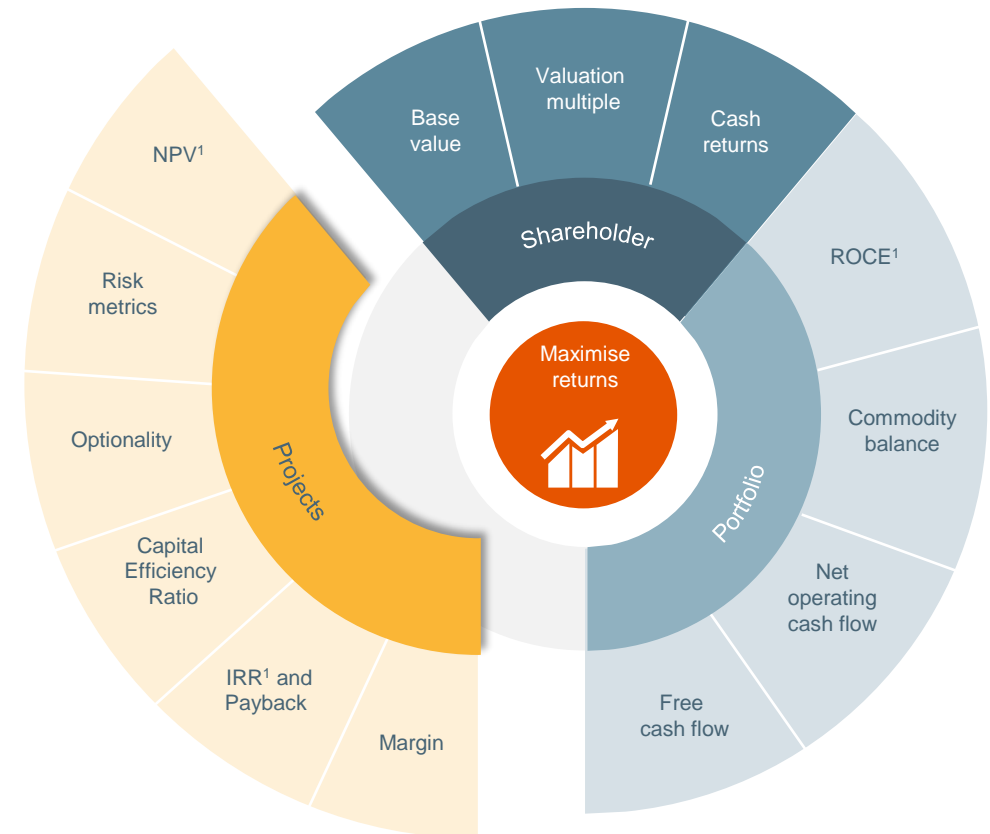 Valuation
multiple
Base
value
Cash
returns
Shareholder
NPV¹
Risk
metrics
Optionality
Capital
Efficiency
Ratio
IRR¹ and
Payback
Margin
Projects
Maximise
returns
ROCE¹
Commodity
balance
Net
operating
cash flow
Free
cash flow
Portfolio